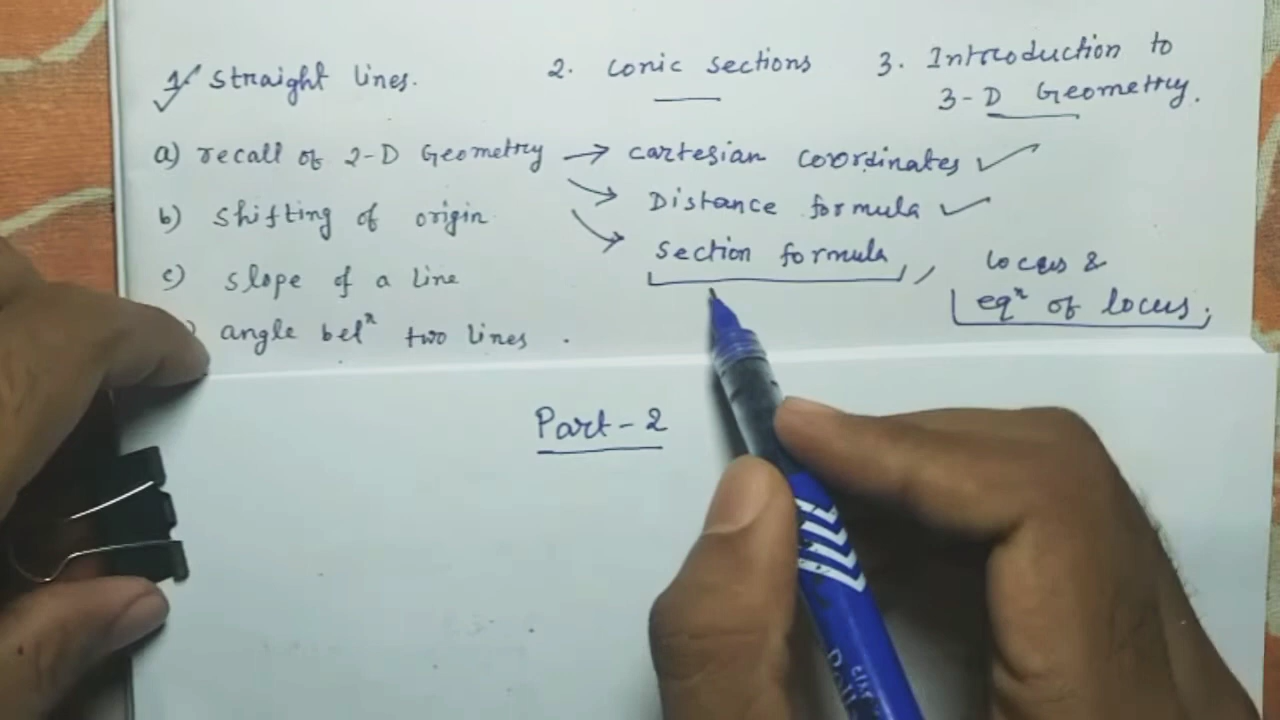 1 Straight lines. 2. conic sections 3. Introduction to
3-D Geometry.
a) recall of 2-D Geometry → cartesian coordinates ✓
→ Distance formula ✓
b) shifting of origin
→ section formula, locus &
eqⁿ of locus.
c) slope of a line
) angle betⁿ two lines.
Part-2